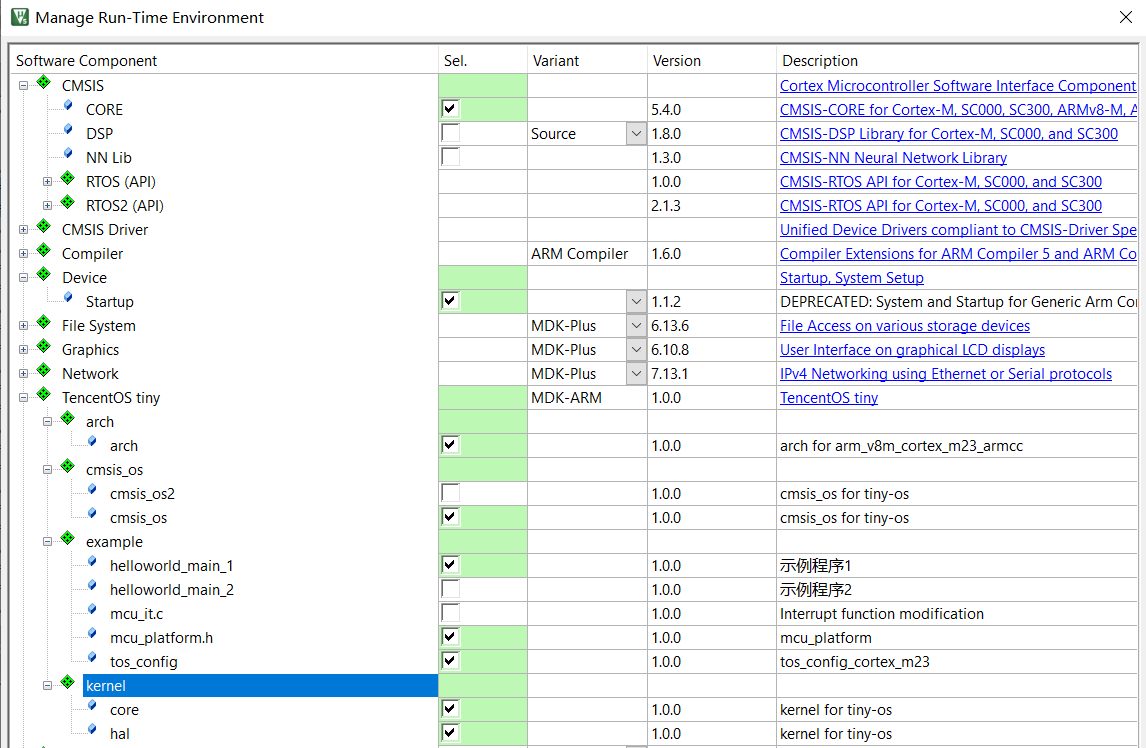 Manage Run-Time Environment
Software Component Sel. Variant Version Description
CMSIS Cortex Microcontroller Software Interface Component
CORE 5.4.0 CMSIS-CORE for Cortex-M, SC000, SC300, ARMv8-M, A
DSP Source 1.8.0 CMSIS-DSP Library for Cortex-M, SC000, and SC300
NN Lib 1.3.0 CMSIS-NN Neural Network Library
RTOS (API) 1.0.0 CMSIS-RTOS API for Cortex-M, SC000, and SC300
RTOS2 (API) 2.1.3 CMSIS-RTOS API for Cortex-M, SC000, and SC300
CMSIS Driver Unified Device Drivers compliant to CMSIS-Driver Spe
Compiler ARM Compiler 1.6.0 Compiler Extensions for ARM Compiler 5 and ARM Co
Device Startup, System Setup
Startup 1.1.2 DEPRECATED: System and Startup for Generic Arm Cor
File System MDK-Plus 6.13.6 File Access on various storage devices
Graphics MDK-Plus 6.10.8 User Interface on graphical LCD displays
Network MDK-Plus 7.13.1 IPv4 Networking using Ethernet or Serial protocols
TencentOS tiny MDK-ARM 1.0.0 TencentOS tiny
arch
arch 1.0.0 arch for arm_v8m_cortex_m23_armcc
cmsis_os
cmsis_os2 1.0.0 cmsis_os for tiny-os
cmsis_os 1.0.0 cmsis_os for tiny-os
example
helloworld_main_1 1.0.0 示例程序1
helloworld_main_2 1.0.0 示例程序2
mcu_it.c 1.0.0 Interrupt function modification
mcu_platform.h 1.0.0 mcu_platform
tos_config 1.0.0 tos_config_cortex_m23
kernel
core 1.0.0 kernel for tiny-os
hal 1.0.0 kernel for tiny-os